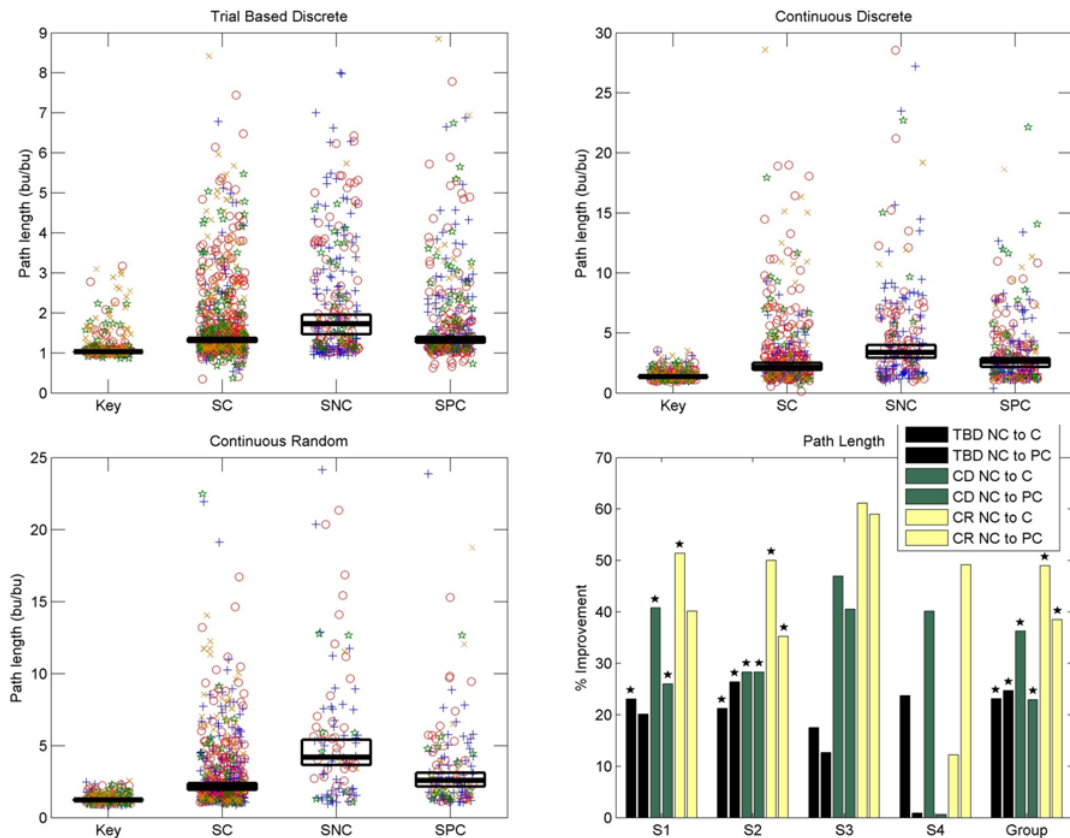 Trial Based Discrete
9
8
7
6
5
4
3
2
1
0
Path length (bu/bu)
Key SC SNC SPC
Continuous Discrete
30
25
20
15
10
5
0
Path length (bu/bu)
Key SC SNC SPC
Continuous Random
25
20
15
10
5
0
Path length (bu/bu)
Key SC SNC SPC
Path Length
TBD NC to C
TBD NC to PC
CD NC to C
CD NC to PC
CR NC to C
CR NC to PC
70
60
50
40
30
20
10
0
% Improvement
S1 S2 S3 S4 Group